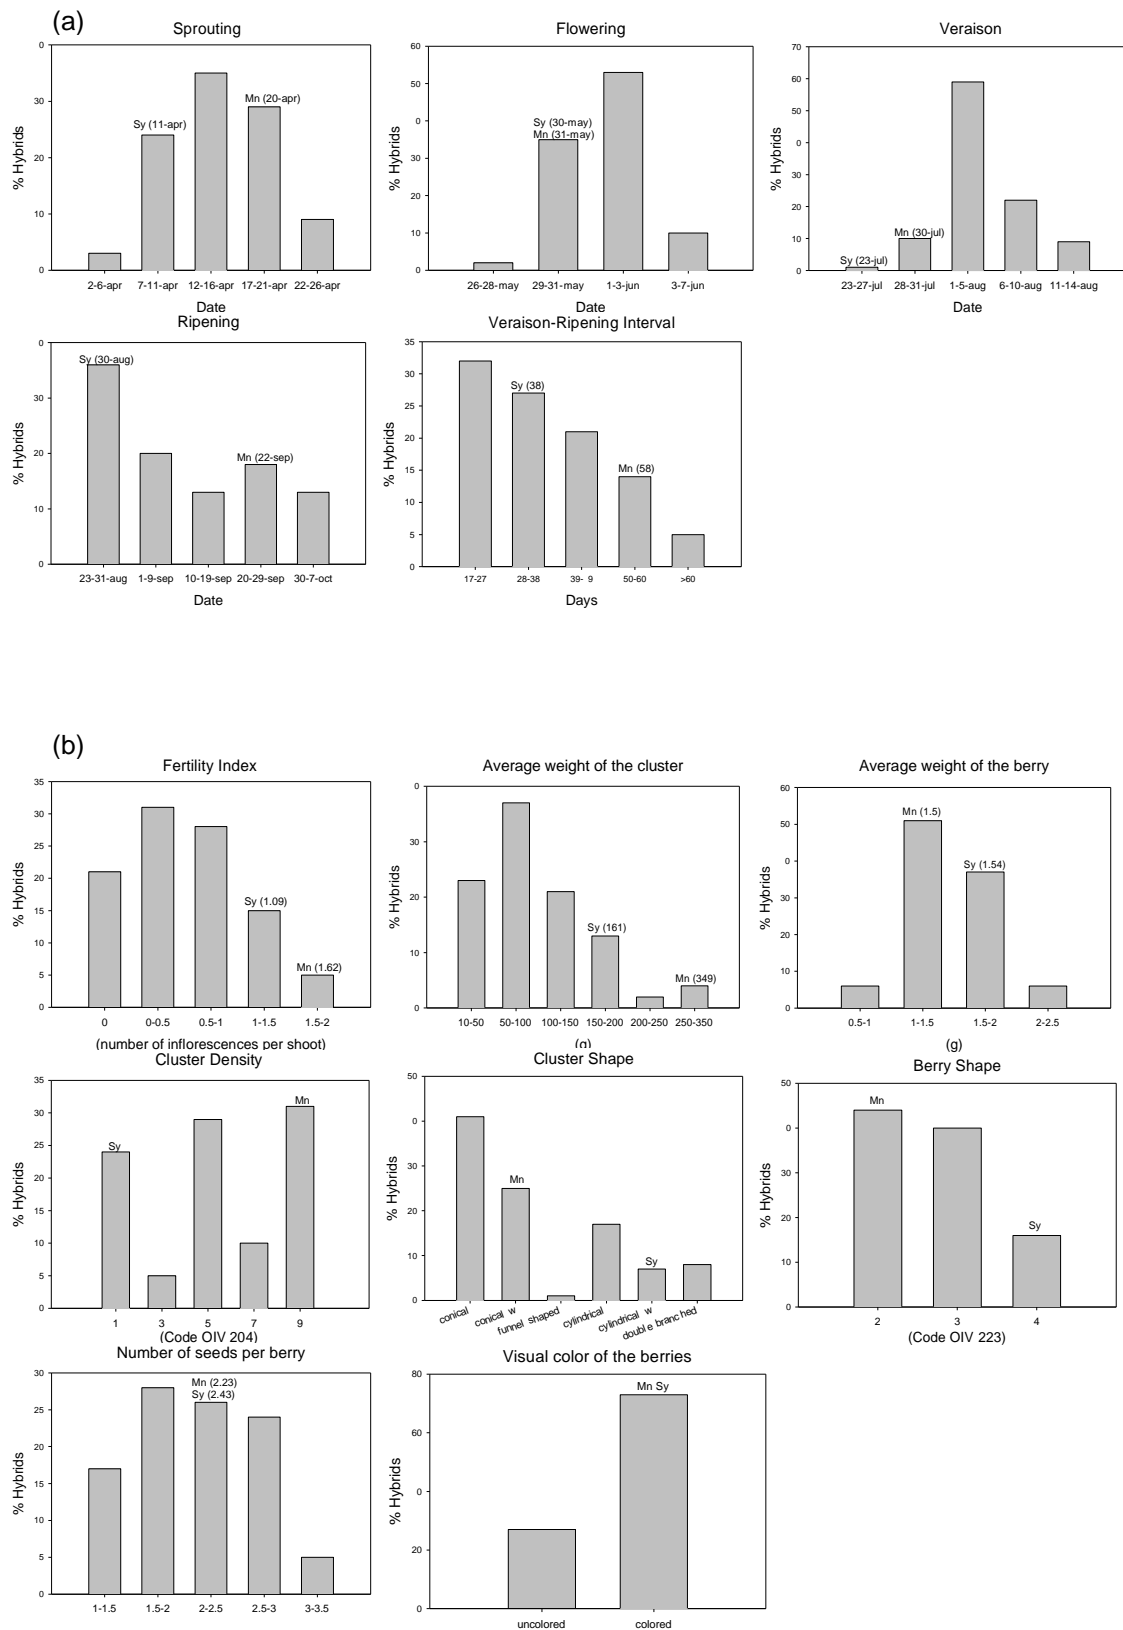 (a)
Sprouting
% Hybrids
0
30
20
10
0
Sy (11-apr)
Mn (20-apr)
2-6-apr 7-11-apr 12-16-apr 17-21-apr 22-26-apr
Date
Flowering
% Hybrids
60
50
0
30
20
10
0
Sy (30-may)
Mn (31-may)
26-28-may 29-31-may 1-3-jun 3-7-jun
Date
Veraison
% Hybrids
70
60
50
0
30
20
10
0
Sy (23-jul)
Mn (30-jul)
23-27-jul 28-31-jul 1-5-aug 6-10-aug 11-14-aug
Date
Ripening
% Hybrids
0
30
20
10
0
Sy (30-aug)
Mn (22-sep)
23-31-aug 1-9-sep 10-19-sep 20-29-sep 30-7-oct
Date
Veraison-Ripening Interval
% Hybrids
35
30
25
20
15
10
5
0
Sy (38)
Mn (58)
17-27 28-38 39- 9 50-60 >60
Days
(b)
Fertility Index
% Hybrids
35
30
25
20
15
10
5
0
Sy (1.09)
Mn (1.62)
0 0-0.5 0.5-1 1-1.5 1.5-2
(number of inflorescences per shoot)
Average weight of the cluster
% Hybrids
0
30
20
10
0
Sy (161)
Mn (349)
10-50 50-100 100-150 150-200 200-250 250-350
(g)
Average weight of the berry
% Hybrids
60
50
0
30
20
10
0
Mn (1.5)
Sy (1.54)
0.5-1 1-1.5 1.5-2 2-2.5
(g)
Cluster Density
% Hybrids
35
30
25
20
15
10
5
0
Sy
Mn
1 3 5 7 9
(Code OIV 204)
Cluster Shape
% Hybrids
50
0
30
20
10
0
Mn
Sy
conical conical w funnel shaped cylindrical cylindrical w double branched
Berry Shape
% Hybrids
50
0
30
20
10
0
Mn
Sy
2 3 4
(Code OIV 223)
Number of seeds per berry
% Hybrids
30
25
20
15
10
5
0
Mn (2.23)
Sy (2.43)
1-1.5 1.5-2 2-2.5 2.5-3 3-3.5
Visual color of the berries
% Hybrids
80
60
0
20
0
Mn Sy
uncolored colored